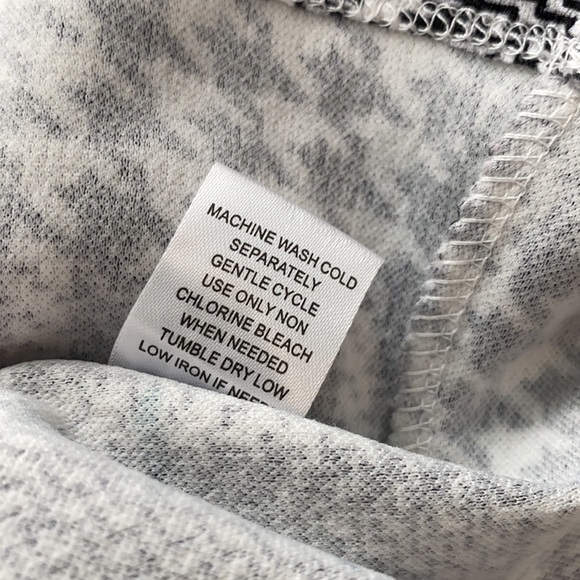 MACHINE WASH COLD
SEPARATELY
GENTLE CYCLE
USE ONLY NON
CHLORINE BLEACH
WHEN NEEDED
TUMBLE DRY LOW
LOW IRON IF